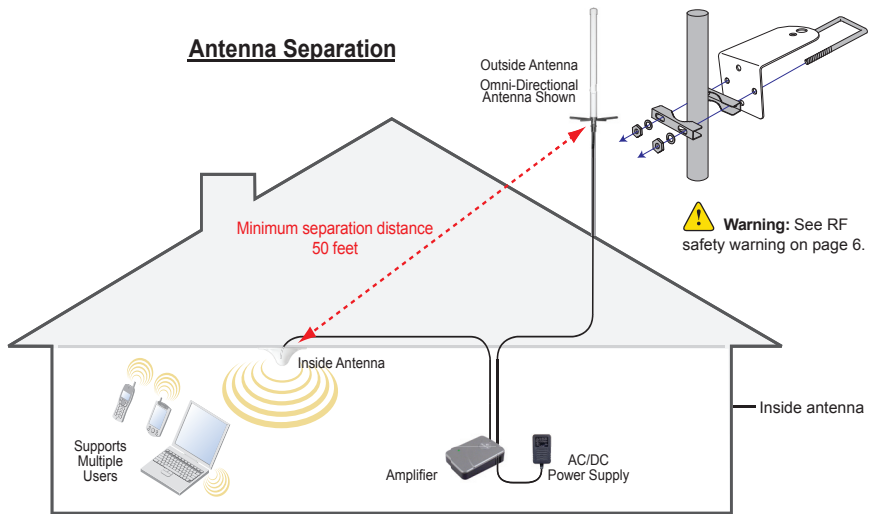 Antenna Separation
Outside Antenna
Omni-Directional
Antenna Shown
Minimum separation distance
50 feet
Warning: See RF
safety warning on page 6.
Inside Antenna
Inside antenna
Supports
Multiple
Users
Amplifier
AC/DC
Power Supply